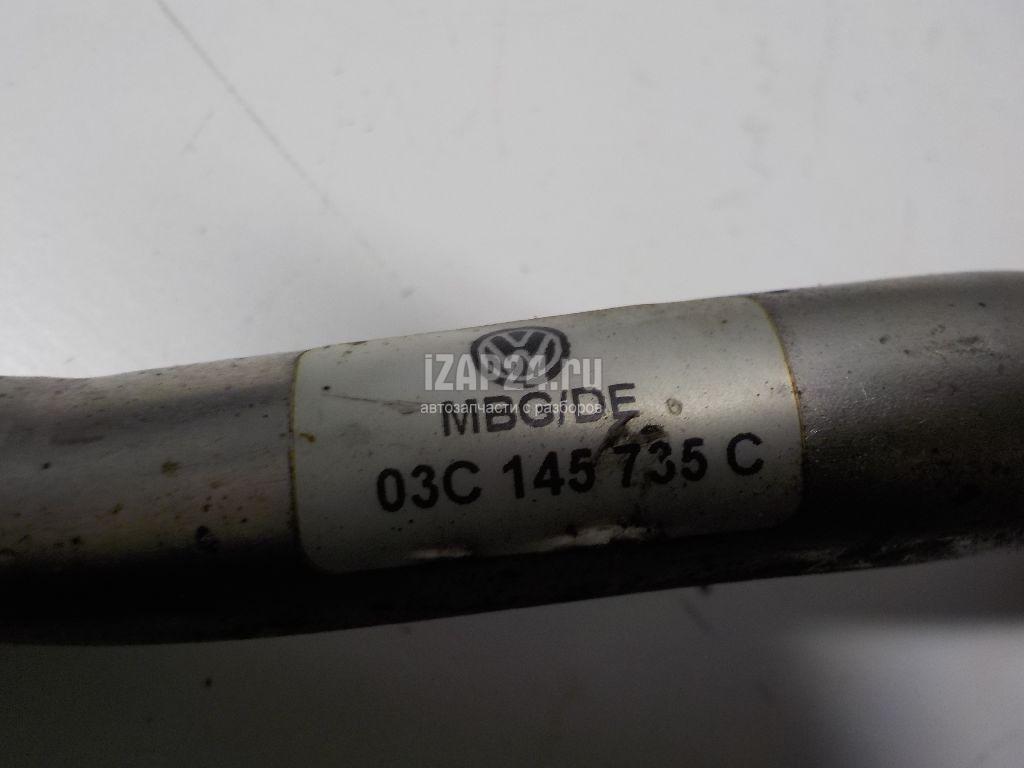 iZAP24.ru
автозапчасти с разборов
MBG/DE
03C 145 735 C